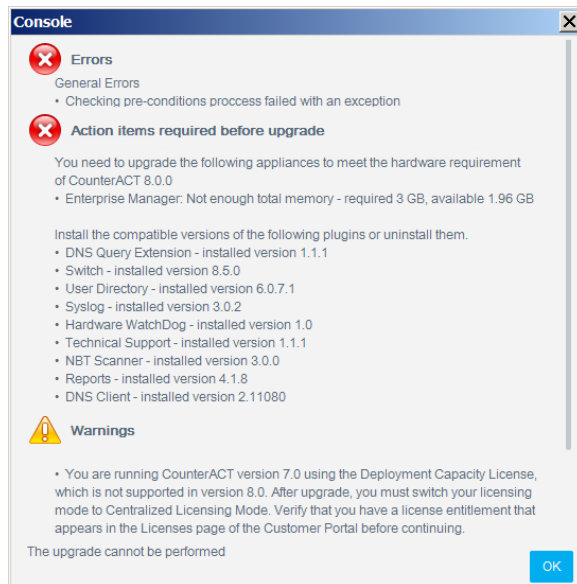 Console
Errors
General Errors
• Checking pre-conditions proccess failed with an exception
Action items required before upgrade
You need to upgrade the following appliances to meet the hardware requirement
of CounterACT 8.0.0
• Enterprise Manager: Not enough total memory - required 3 GB, available 1.96 GB
Install the compatible versions of the following plugins or uninstall them.
• DNS Query Extension - installed version 1.1.1
• Switch - installed version 8.5.0
• User Directory - installed version 6.0.7.1
• Syslog - installed version 3.0.2
• Hardware WatchDog - installed version 1.0
• Technical Support - installed version 1.1.1
• NBT Scanner - installed version 3.0.0
• Reports - installed version 4.1.8
• DNS Client - installed version 2.11080
Warnings
• You are running CounterACT version 7.0 using the Deployment Capacity License,
which is not supported in version 8.0. After upgrade, you must switch your licensing
mode to Centralized Licensing Mode. Verify that you have a license entitlement that
appears in the Licenses page of the Customer Portal before continuing.
The upgrade cannot be performed
OK